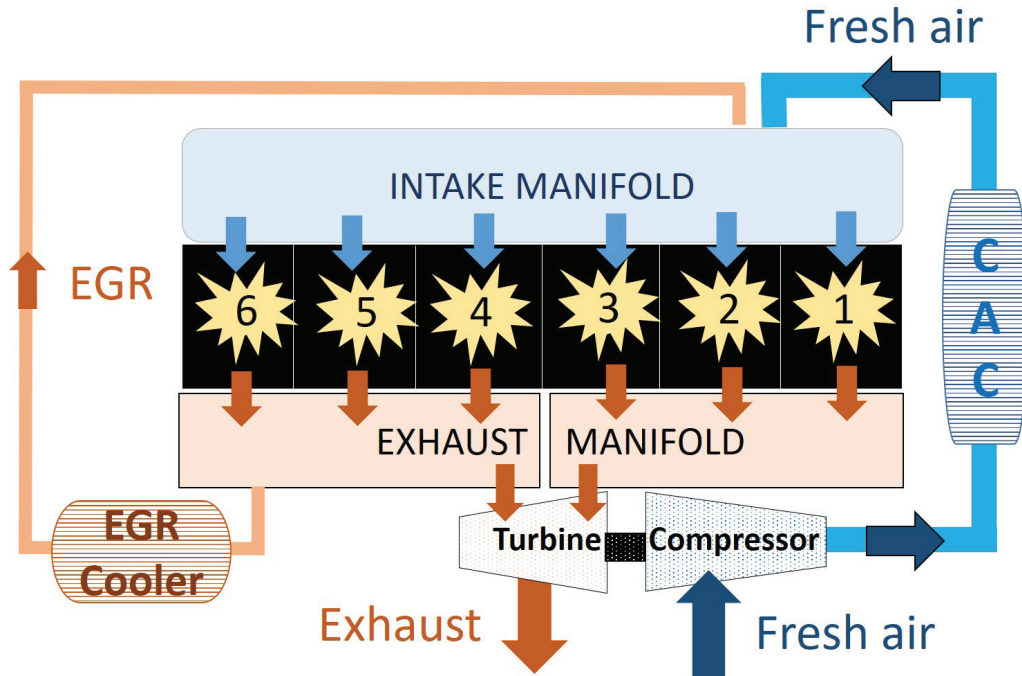 Fresh air
INTAKE MANIFOLD
EGR
6 5 4 3 2 1
C
A
C
EXHAUST MANIFOLD
EGR
Cooler
Turbine Compressor
Exhaust
Fresh air